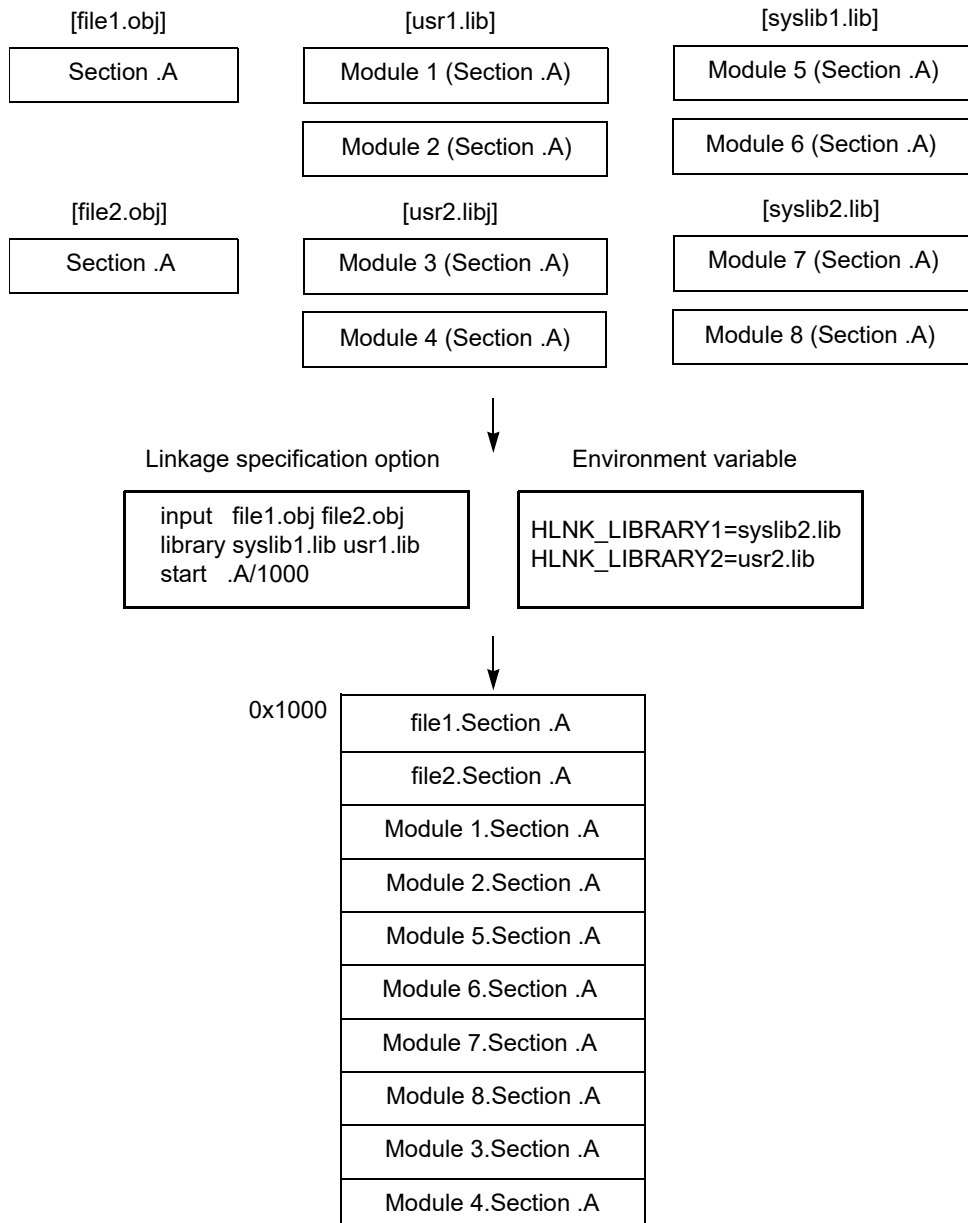 [file1.obj] [usr1.lib] [syslib1.lib]
Section .A Module 1 (Section .A) Module 5 (Section .A)
Module 2 (Section .A) Module 6 (Section .A)
[file2.obj] [usr2.libj] [syslib2.lib]
Section .A Module 3 (Section .A) Module 7 (Section .A)
Module 4 (Section .A) Module 8 (Section .A)
Linkage specification option Environment variable
input file1.obj file2.obj
library syslib1.lib usr1.lib
start .A/1000
HLNK_LIBRARY1=syslib2.lib
HLNK_LIBRARY2=usr2.lib
0x1000 file1.Section .A
file2.Section .A
Module 1.Section .A
Module 2.Section .A
Module 5.Section .A
Module 6.Section .A
Module 7.Section .A
Module 8.Section .A
Module 3.Section .A
Module 4.Section .A